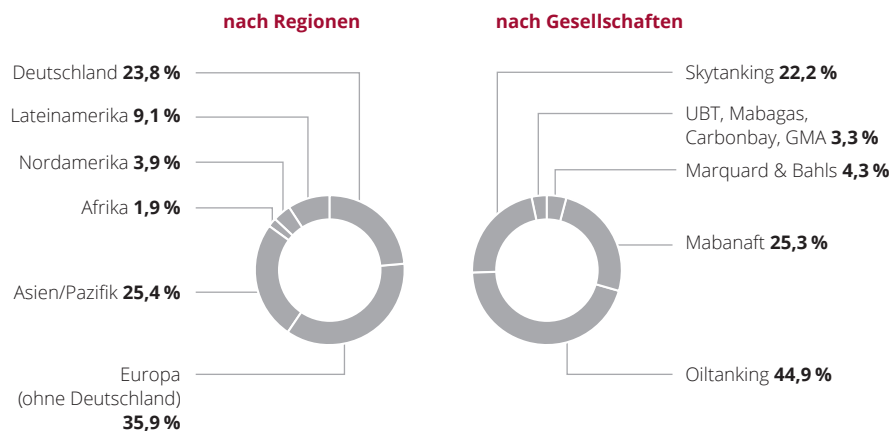 nach Regionen
Deutschland 23,8 %
Lateinamerika 9,1 %
Nordamerika 3,9 %
Afrika 1,9 %
Asien/Pazifik 25,4 %
Europa
(ohne Deutschland)
35,9 %
nach Gesellschaften
Skytanking 22,2 %
UBT, Mabagas,
Carbonbay, GMA 3,3 %
Marquard & Bahls 4,3 %
Mabanaft 25,3 %
Oiltanking 44,9 %